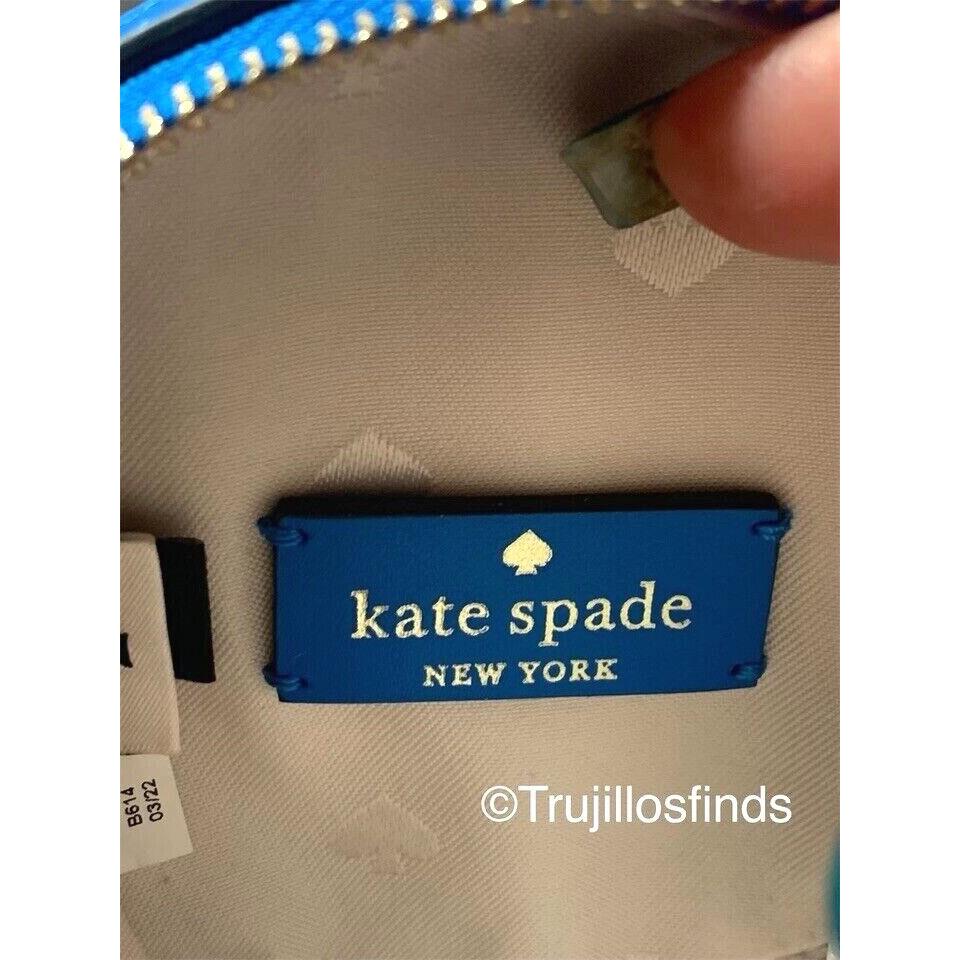 kate spade
NEW YORK
B614
03/22
©Trujillosfinds